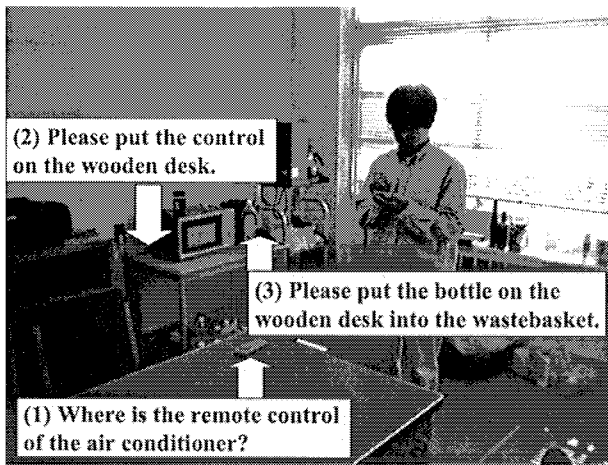 (2) Please put the control
on the wooden desk.
(3) Please put the bottle on the
wooden desk into the wastebasket.
(1) Where is the remote control
of the air conditioner?